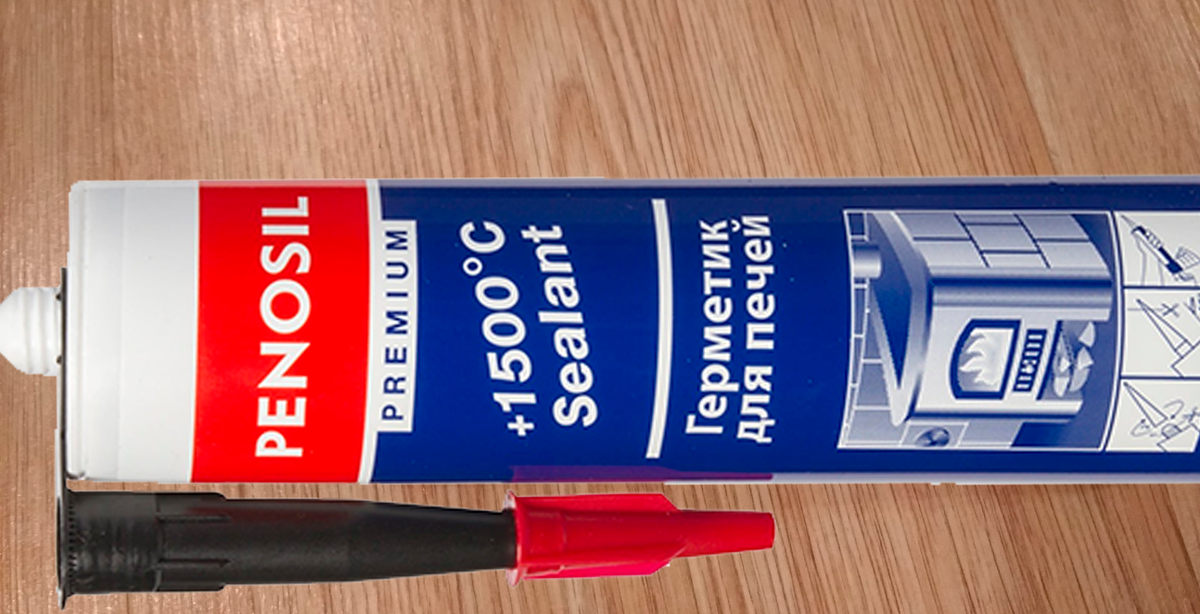 PENOSIL
PREMIUM
+1500°C
Sealant
Герметик
для печей